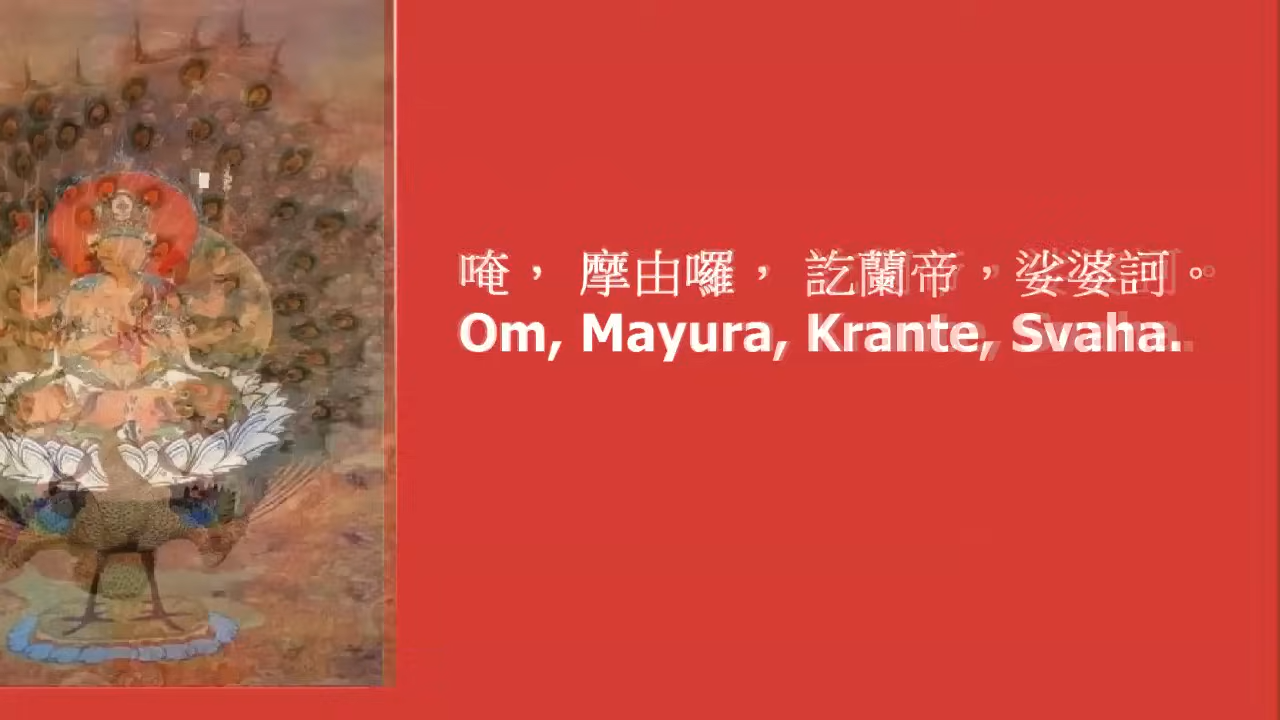 唵， 摩由囉， 訖蘭帝，娑婆訶。
Om, Mayura, Krante, Svaha.